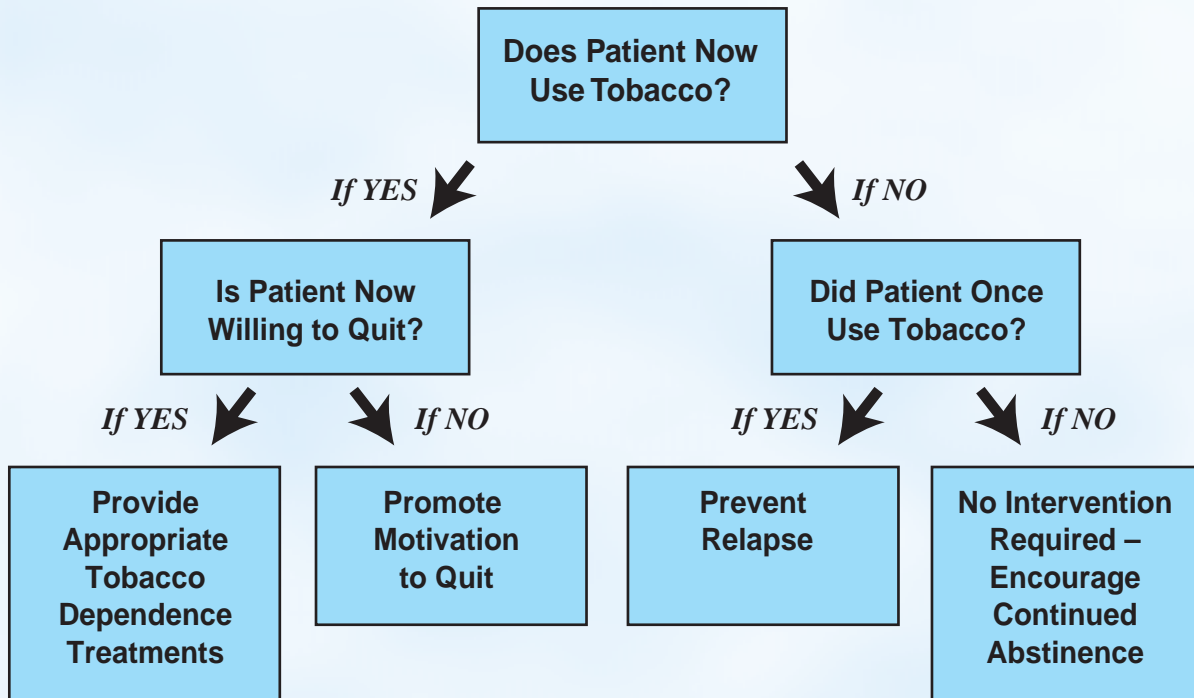 Does Patient Now
Use Tobacco?
If YES
If NO
Is Patient Now
Willing to Quit?
Did Patient Once
Use Tobacco?
If YES
If NO
If YES
If NO
Provide
Appropriate
Tobacco
Dependence
Treatments
Promote
Motivation
to Quit
Prevent
Relapse
No Intervention
Required –
Encourage
Continued
Abstinence